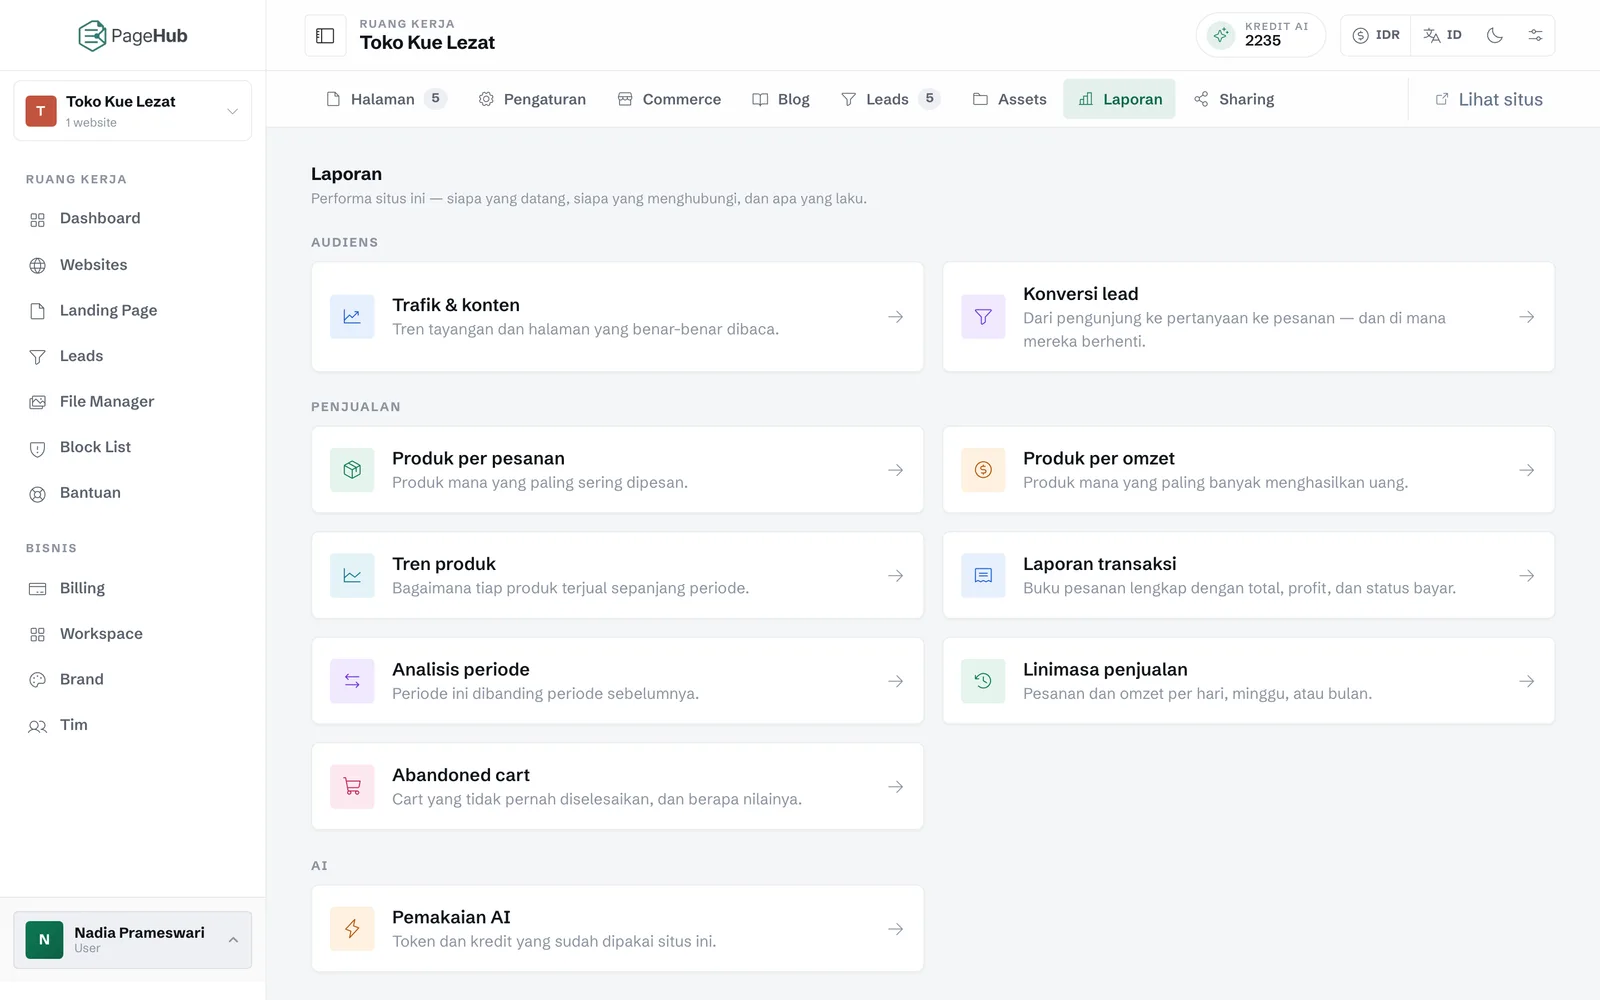 PageHub
RUANG KERJA
Toko Kue Lezat
KREDIT AI
2235
IDR
ID
T
Toko Kue Lezat
1 website
Halaman 5
Pengaturan
Commerce
Blog
Leads 5
Assets
Laporan
Sharing
Lihat situs
RUANG KERJA
Dashboard
Websites
Landing Page
Leads
File Manager
Block List
Bantuan
BISNIS
Billing
Workspace
Brand
Tim
N
Nadia Prameswari
User
Laporan
Performa situs ini — siapa yang datang, siapa yang menghubungi, dan apa yang laku.
AUDIENS
Trafik & konten
Tren tayangan dan halaman yang benar-benar dibaca.
Konversi lead
Dari pengunjung ke pertanyaan ke pesanan — dan di mana
mereka berhenti.
PENJUALAN
Produk per pesanan
Produk mana yang paling sering dipesan.
Produk per omzet
Produk mana yang paling banyak menghasilkan uang.
Tren produk
Bagaimana tiap produk terjual sepanjang periode.
Laporan transaksi
Buku pesanan lengkap dengan total, profit, dan status bayar.
Analisis periode
Periode ini dibanding periode sebelumnya.
Linimasa penjualan
Pesanan dan omzet per hari, minggu, atau bulan.
Abandoned cart
Cart yang tidak pernah diselesaikan, dan berapa nilainya.
AI
Pemakaian AI
Token dan kredit yang sudah dipakai situs ini.